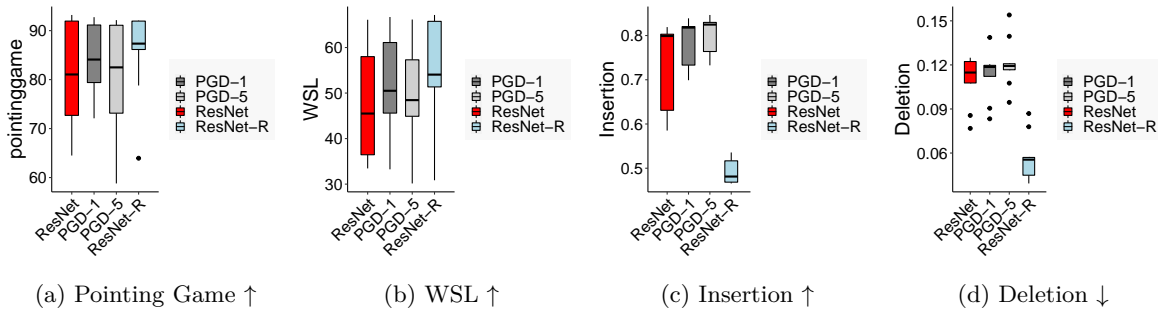 pointinggame
90
80
70
60
ResNet
PGD−1
PGD−5
ResNet−R
PGD−1
PGD−5
ResNet
ResNet−R
(a) Pointing Game ↑
WSL
60
50
40
30
ResNet
PGD−1
PGD−5
ResNet−R
PGD−1
PGD−5
ResNet
ResNet−R
(b) WSL ↑
Insertion
0.8
0.7
0.6
0.5
ResNet
PGD−1
PGD−5
ResNet−R
PGD−1
PGD−5
ResNet
ResNet−R
(c) Insertion ↑
Deletion
0.15
0.12
0.09
0.06
ResNet
PGD−1
PGD−5
ResNet−R
PGD−1
PGD−5
ResNet
ResNet−R
(d) Deletion ↓